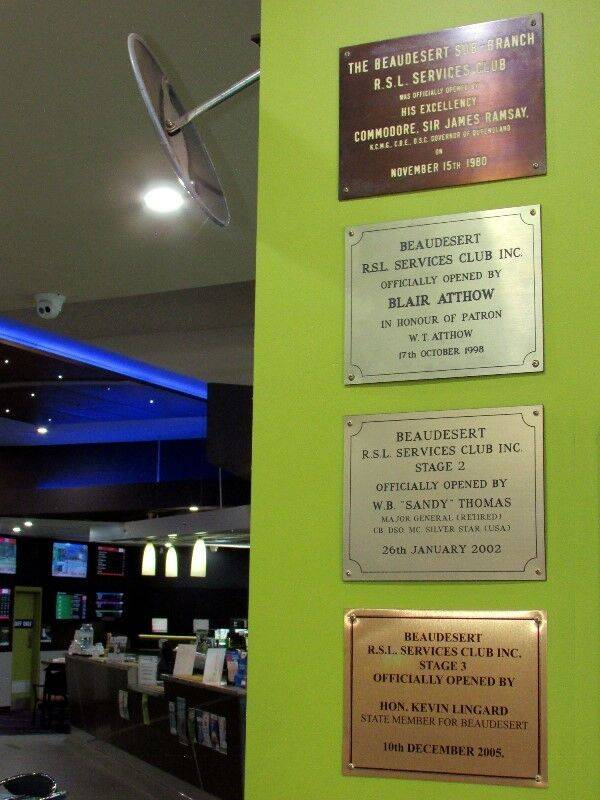 THE BEAUDESERT SUB-BRANCH
R.S.L. SERVICES CLUB
WAS OFFICIALLY OPENED BY
HIS EXCELLENCY
COMMODORE, SIR JAMES RAMSAY,
K.C.M.G., C.B.E., D.S.C. GOVERNOR OF QUEENSLAND
ON
NOVEMBER 15TH 1980
BEAUDESERT
R.S.L. SERVICES CLUB INC.
OFFICIALLY OPENED BY
BLAIR ATTHOW
IN HONOUR OF PATRON
W. T. ATTHOW
17th OCTOBER 1998
BEAUDESERT
R.S.L. SERVICES CLUB INC.
STAGE 2
OFFICIALLY OPENED BY
W.B. "SANDY" THOMAS
MAJOR GENERAL (RETIRED)
CB. DSO. MC. SILVER STAR (USA)
26th JANUARY 2002
BEAUDESERT
R.S.L. SERVICES CLUB INC.
STAGE 3
OFFICIALLY OPENED BY
HON. KEVIN LINGARD
STATE MEMBER FOR BEAUDESERT
10th DECEMBER 2005.